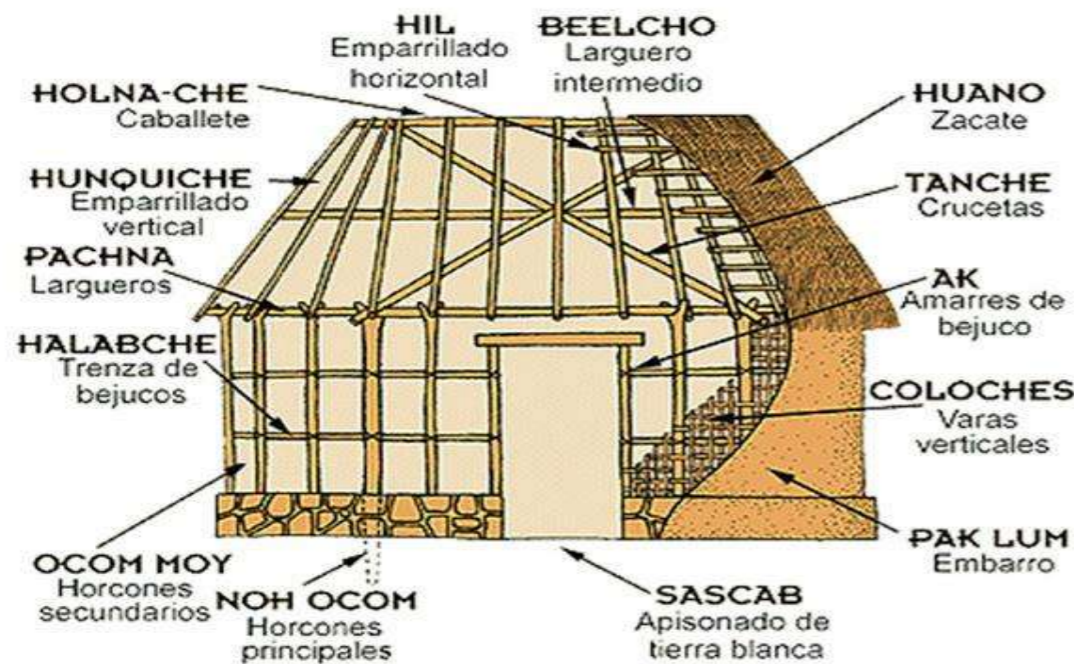 HIL
Emparrillado
horizontal
BEELCHO
Larguero
intermedio
HOLNA-CHE
Caballete
HUANO
Zacate
HUNQUICHE
Emparrillado
vertical
TANCHE
Crucetas
PACHNA
Largueros
AK
Amarres de
bejuco
HALABCHE
Trenza de
bejucos
COLOCHES
Varas
verticales
OCOM MOY
Horcones
secundarios
NOH OCOM
Horcones
principales
SASCAB
Apisonado de
tierra blanca
PAK LUM
Embarro